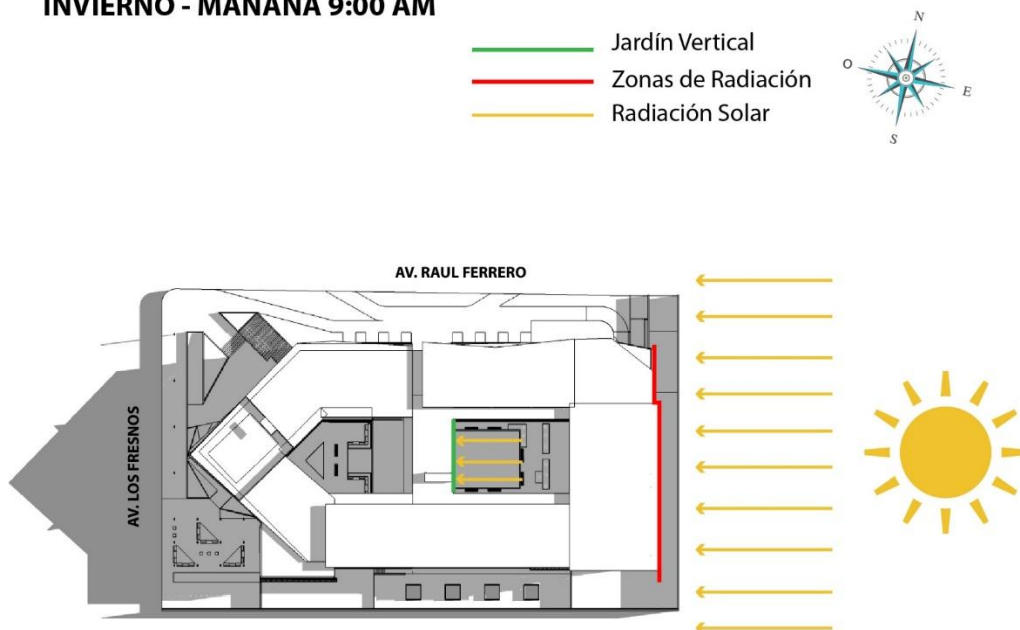 INVIERNO - MAÑANA 9:00 AM
Jardín Vertical
Zonas de Radiación
Radiación Solar
N
O
E
S
AV. RAUL FERRERO
AV. LOS FRESNOS